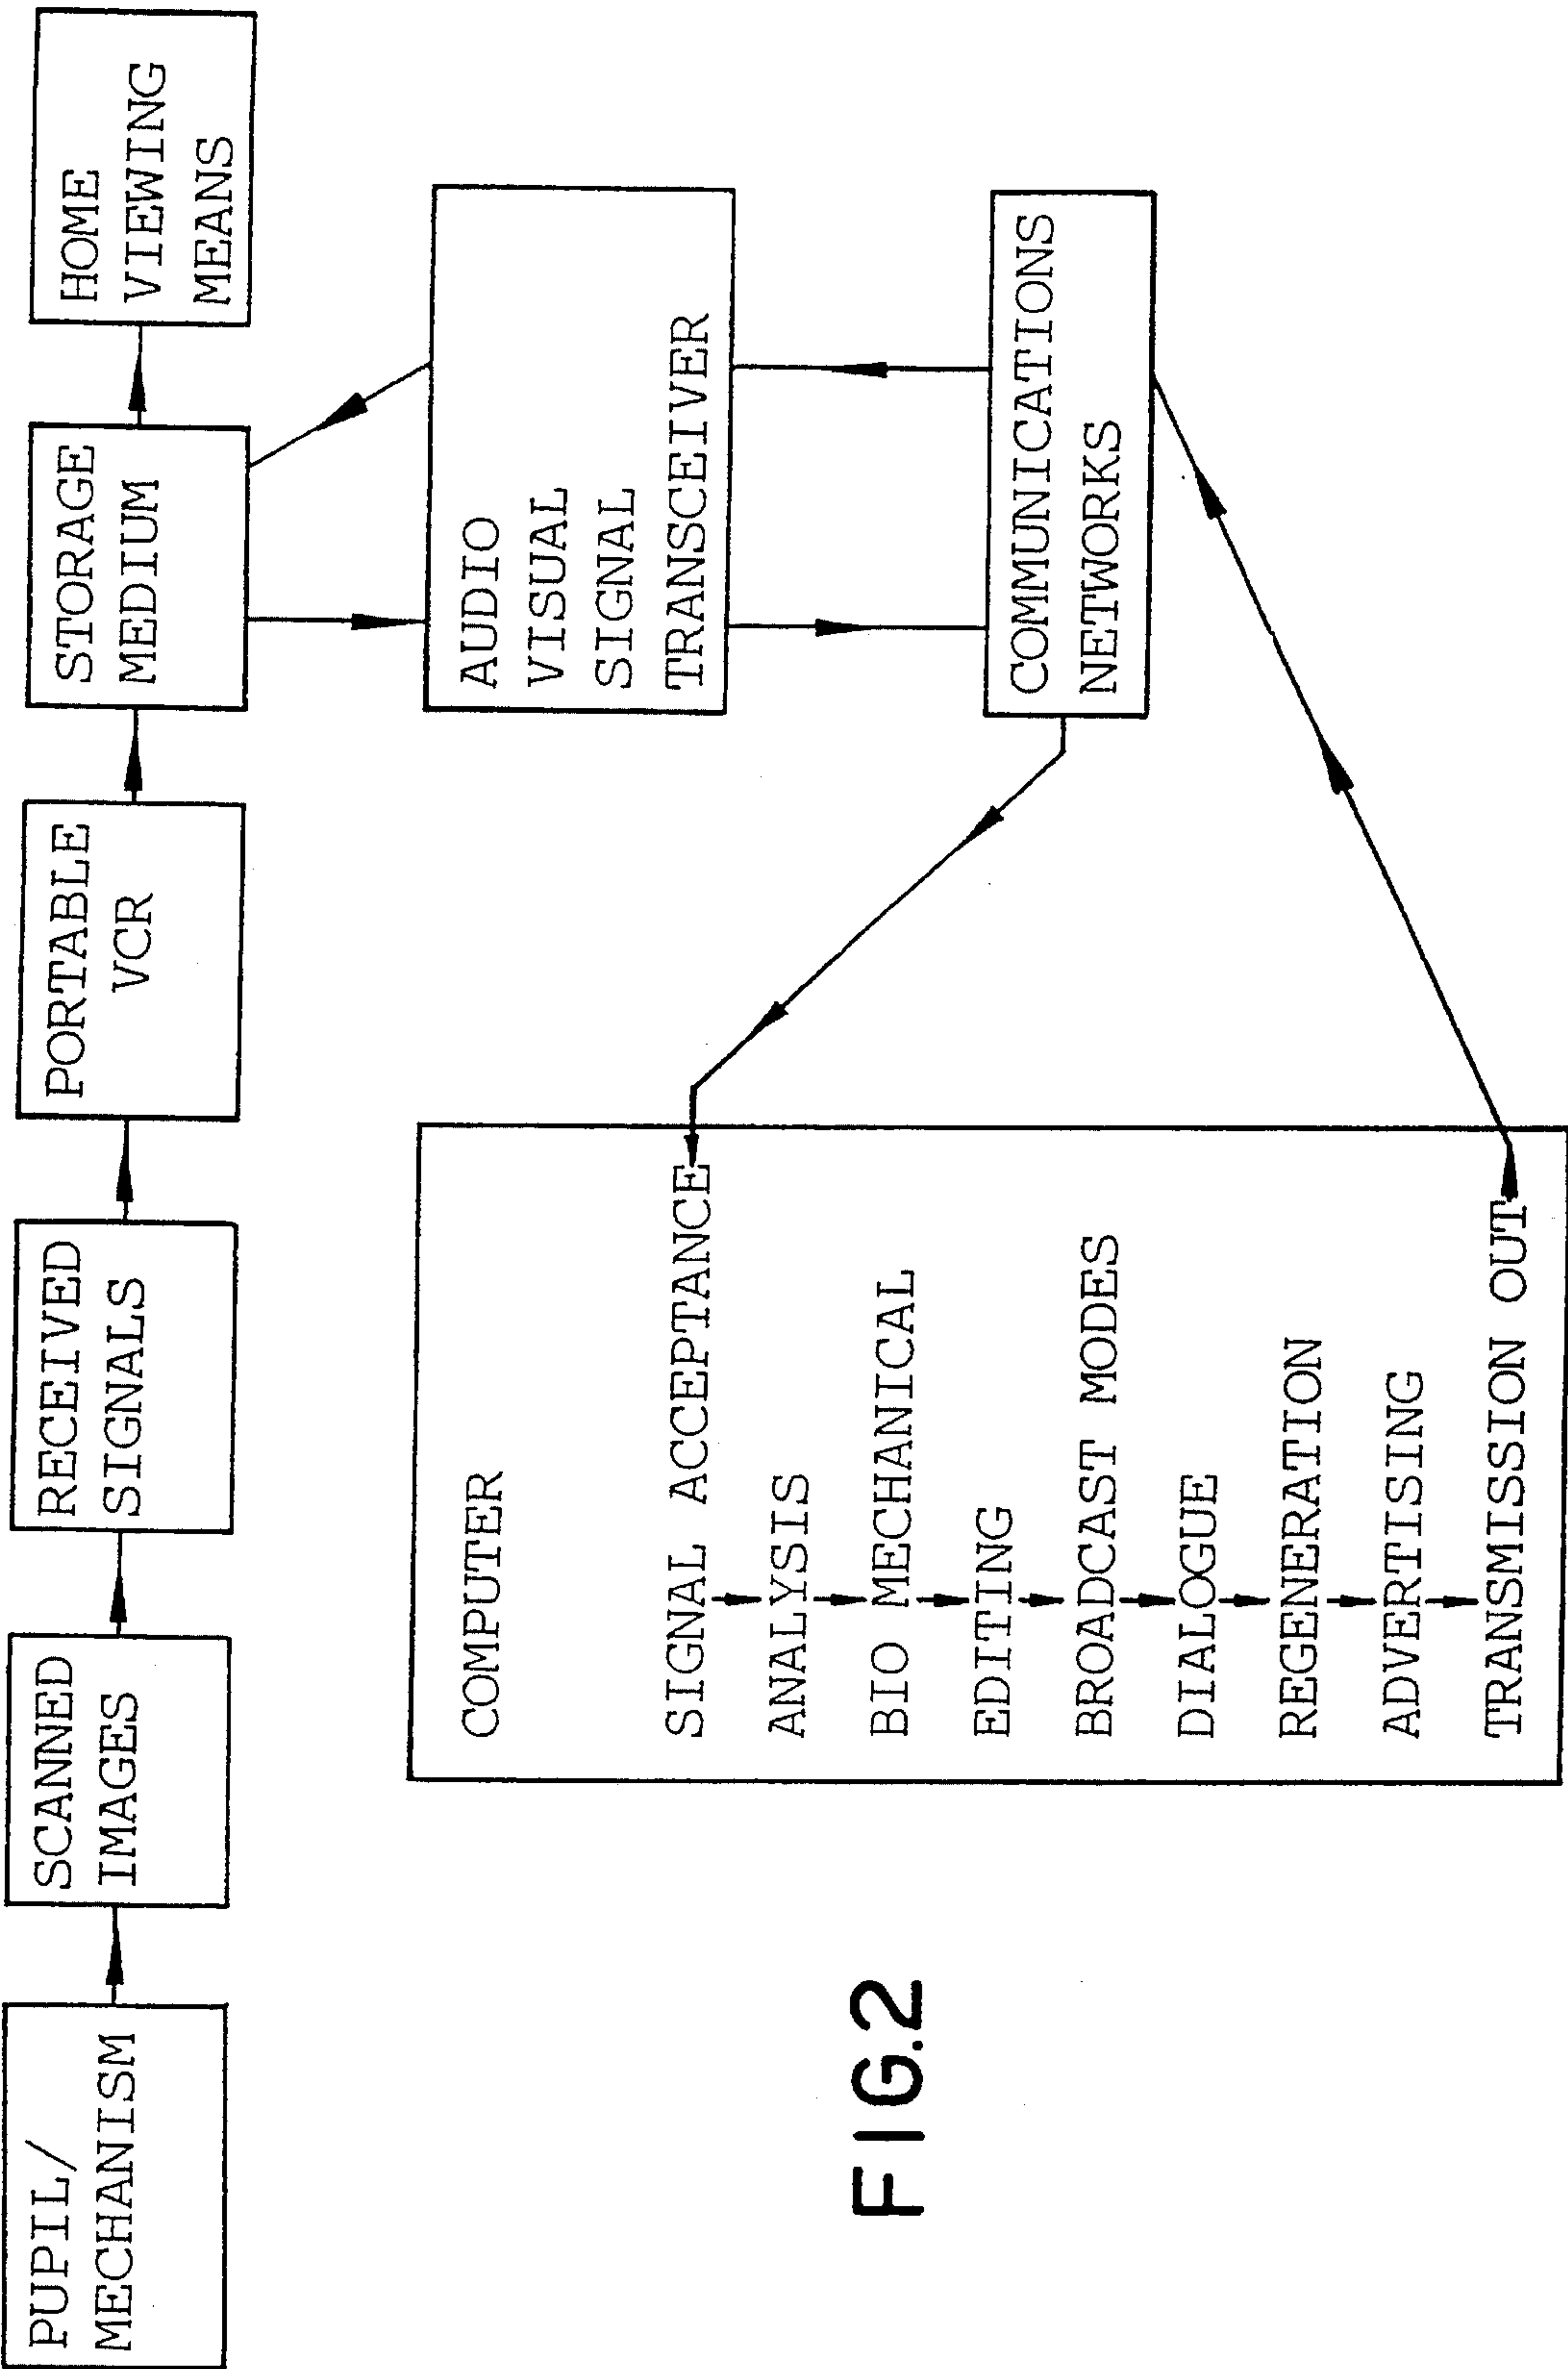 PUPIL/
MECHANISM
SCANNED
IMAGES
RECEIVED
SIGNALS
PORTABLE
VCR
STORAGE
MEDIUM
HOME
VIEWING
MEANS
AUDIO
VISUAL
SIGNAL
TRANSCEIVER
COMMUNICATIONS
NETWORKS
COMPUTER
SIGNAL ACCEPTANCE
ANALYSIS
BIO MECHANICAL
EDITING
BROADCAST MODES
DIALOGUE
REGENERATION
ADVERTISING
TRANSMISSION OUT
FIG.2